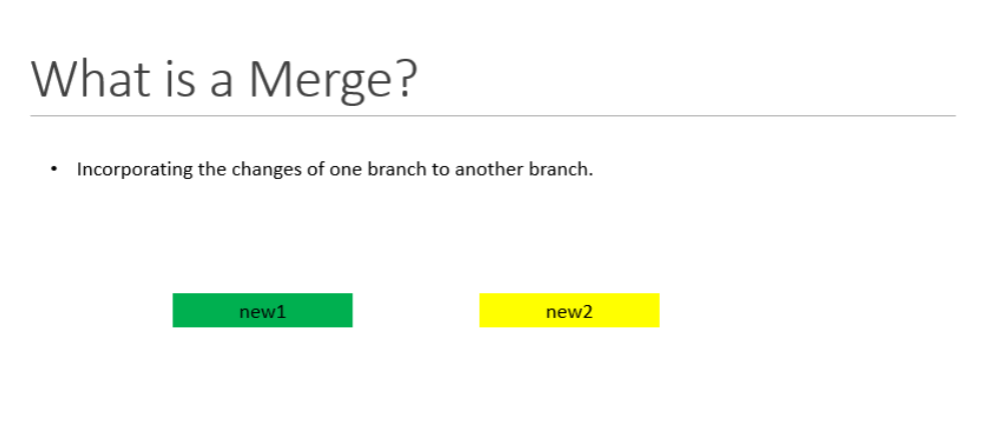 What is a Merge?
• Incorporating the changes of one branch to another branch.
new1 new2